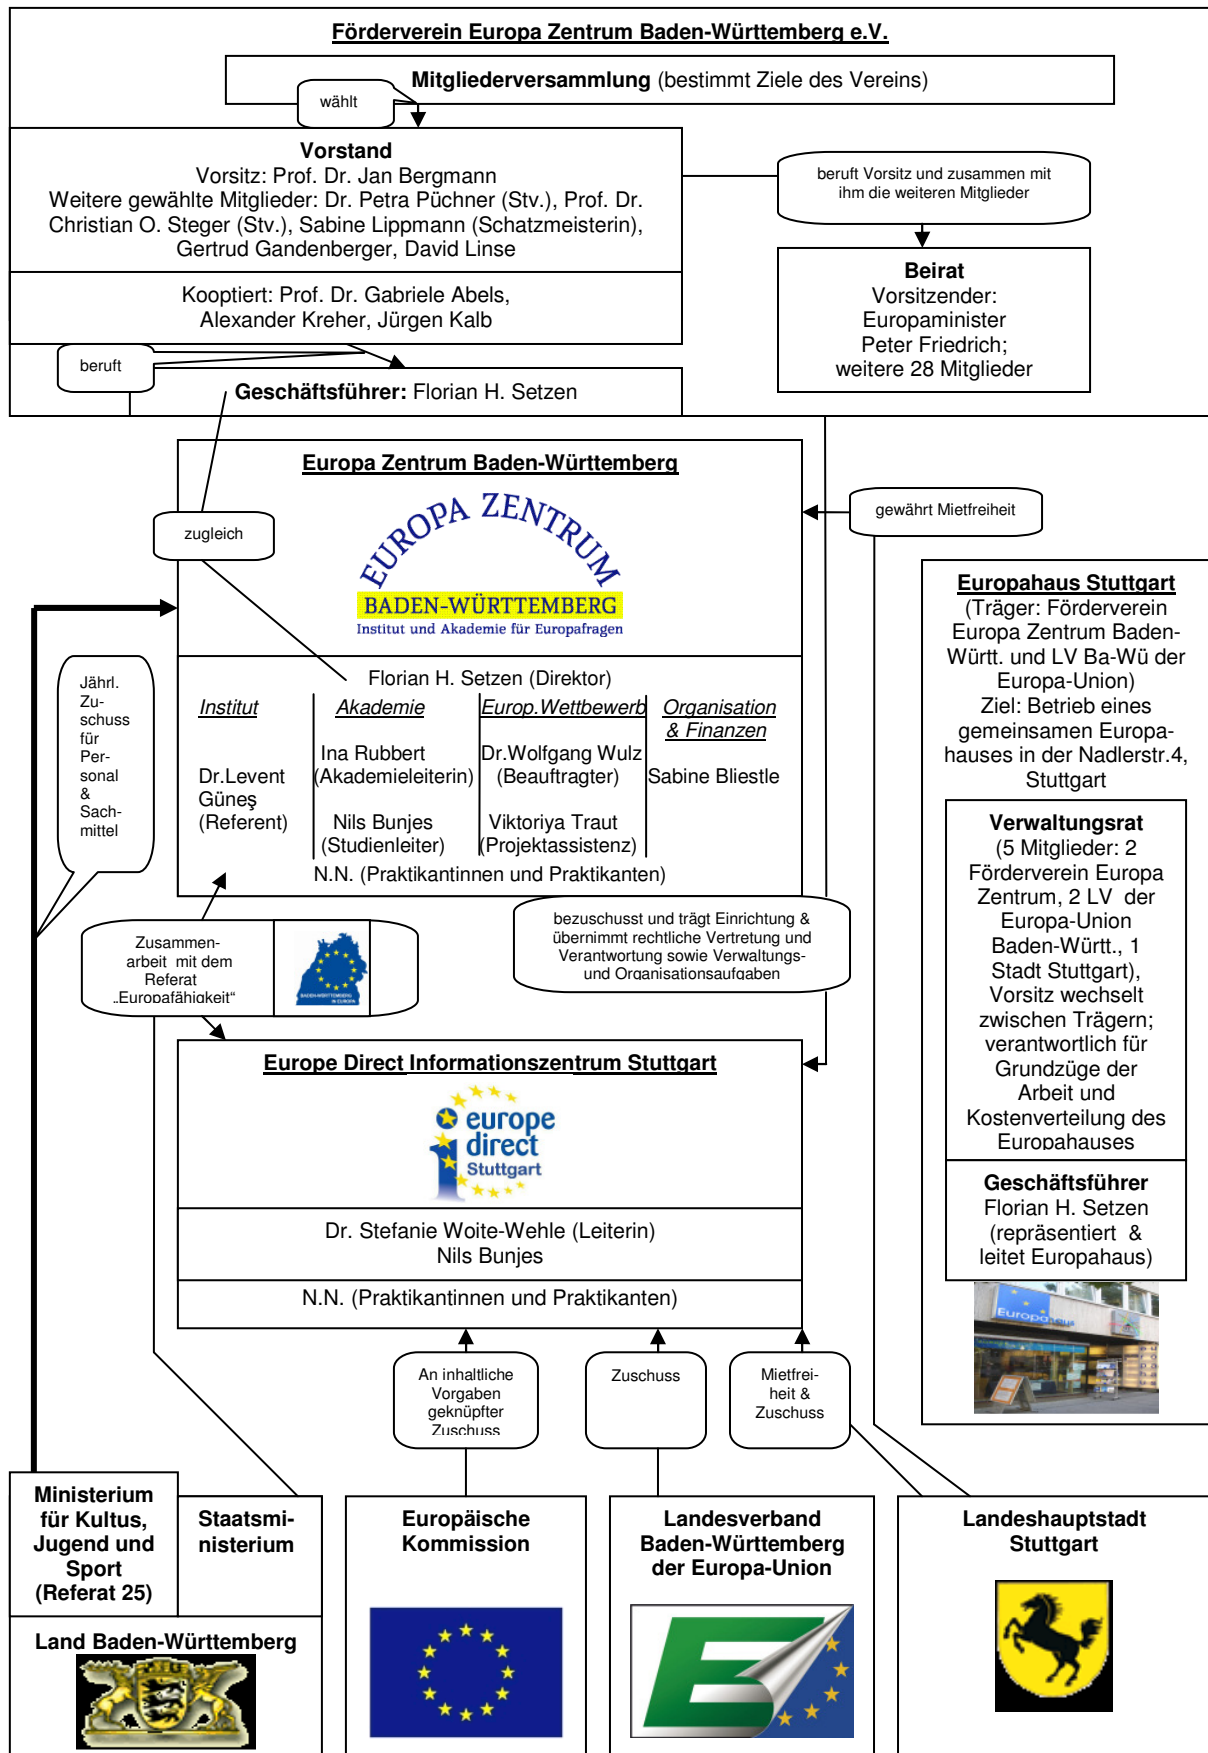 Förderverein Europa Zentrum Baden-Württemberg e.V.
Mitgliederversammlung (bestimmt Ziele des Vereins)
wählt
Vorstand
Vorsitz: Prof. Dr. Jan Bergmann
Weitere gewählte Mitglieder: Dr. Petra Püchner (Stv.), Prof. Dr.
Christian O. Steger (Stv.), Sabine Lippmann (Schatzmeisterin),
Gertrud Gandenberger, David Linse
Kooptiert: Prof. Dr. Gabriele Abels,
Alexander Kreher, Jürgen Kalb
beruft Vorsitz und zusammen mit
ihm die weiteren Mitglieder
Beirat
Vorsitzender:
Europaminister
Peter Friedrich;
weitere 28 Mitglieder
beruft
Geschäftsführer: Florian H. Setzen
Europa Zentrum Baden-Württemberg
EUROPA ZENTRUM
BADEN-WÜRTTEMBERG
Institut und Akademie für Europafragen
zugleich
gewährt Mietfreiheit
Florian H. Setzen (Direktor)
Institut
Dr.Levent
Güneş
(Referent)
Akademie
Ina Rubbert
(Akademieleiterin)
Nils Bunjes
(Studienleiter)
Europ.Wettbewerb
Dr.Wolfgang Wulz
(Beauftragter)
Viktoriya Traut
(Projektassistenz)
Organisation
& Finanzen
Sabine Bliestle
N.N. (Praktikantinnen und Praktikanten)
Jährl.
Zu-
schuss
für
Per-
sonal
&
Sach-
mittel
Zusammen-
arbeit mit dem
Referat
„Europafähigkeit“
BADEN-WÜRTTEMBERG
IN EUROPA
bezuschusst und trägt Einrichtung &
übernimmt rechtliche Vertretung und
Verantwortung sowie Verwaltungs-
und Organisationsaufgaben
Europahaus Stuttgart
(Träger: Förderverein
Europa Zentrum Baden-
Württ. und LV Ba-Wü der
Europa-Union)
Ziel: Betrieb eines
gemeinsamen Europa-
hauses in der Nadlerstr.4,
Stuttgart
Verwaltungsrat
(5 Mitglieder: 2
Förderverein Europa
Zentrum, 2 LV der
Europa-Union
Baden-Württ., 1
Stadt Stuttgart),
Vorsitz wechselt
zwischen Trägern;
verantwortlich für
Grundzüge der
Arbeit und
Kostenverteilung des
Europahauses
Geschäftsführer
Florian H. Setzen
(repräsentiert &
leitet Europahaus)
Europahaus
Europe Direct Informationszentrum Stuttgart
europe
direct
Stuttgart
Dr. Stefanie Woite-Wehle (Leiterin)
Nils Bunjes
N.N. (Praktikantinnen und Praktikanten)
An inhaltliche
Vorgaben
geknüpfter
Zuschuss
Zuschuss
Mietfrei-
heit &
Zuschuss
Ministerium
für Kultus,
Jugend und
Sport
(Referat 25)
Staatsmi-
nisterium
Land Baden-Württemberg
Europäische
Kommission
Landesverband
Baden-Württemberg
der Europa-Union
E
Landeshauptstadt
Stuttgart